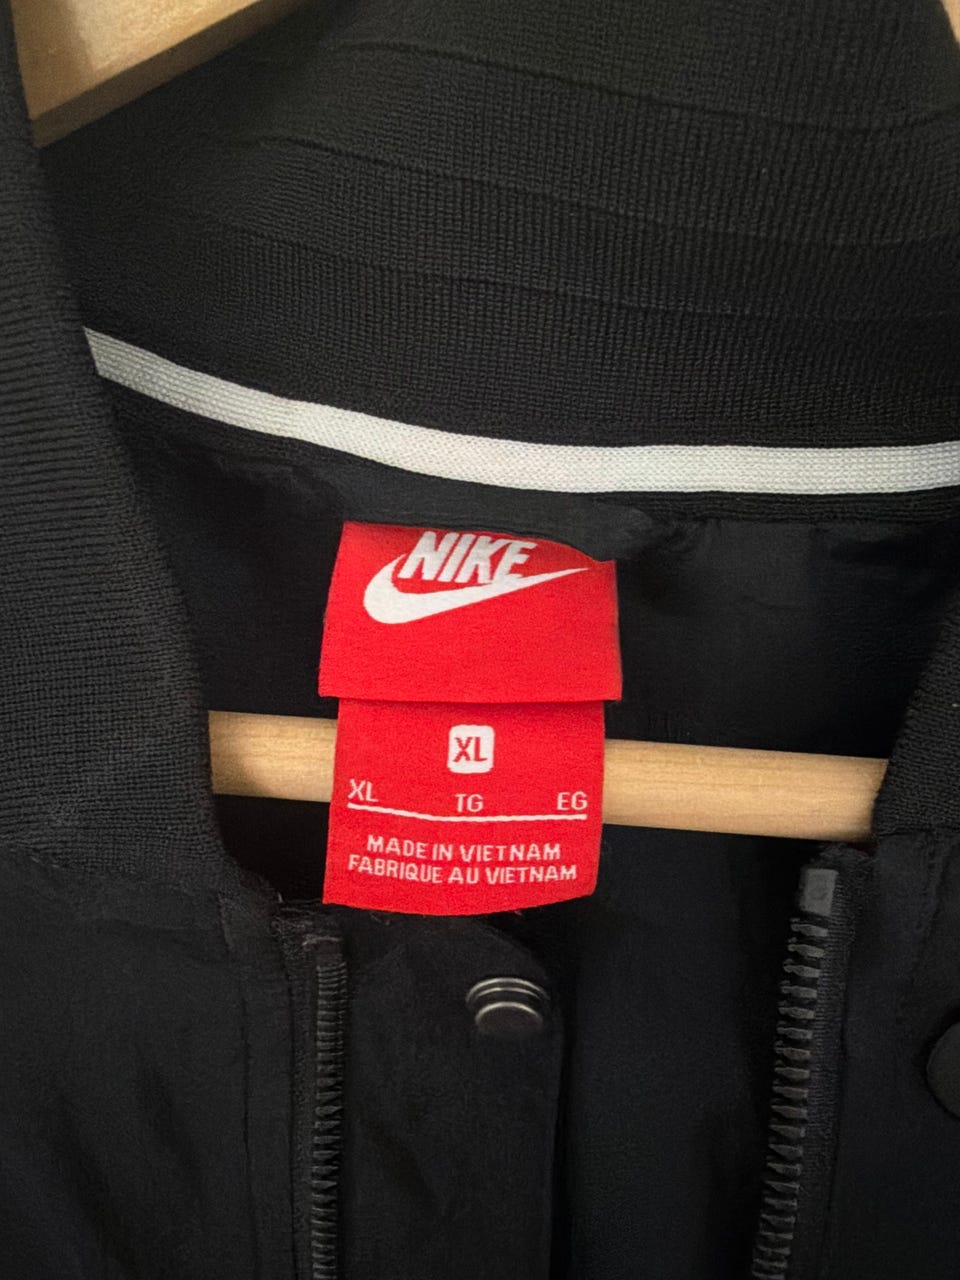 NIKE
XL
XL TG EG
MADE IN VIETNAM
FABRIQUE AU VIETNAM